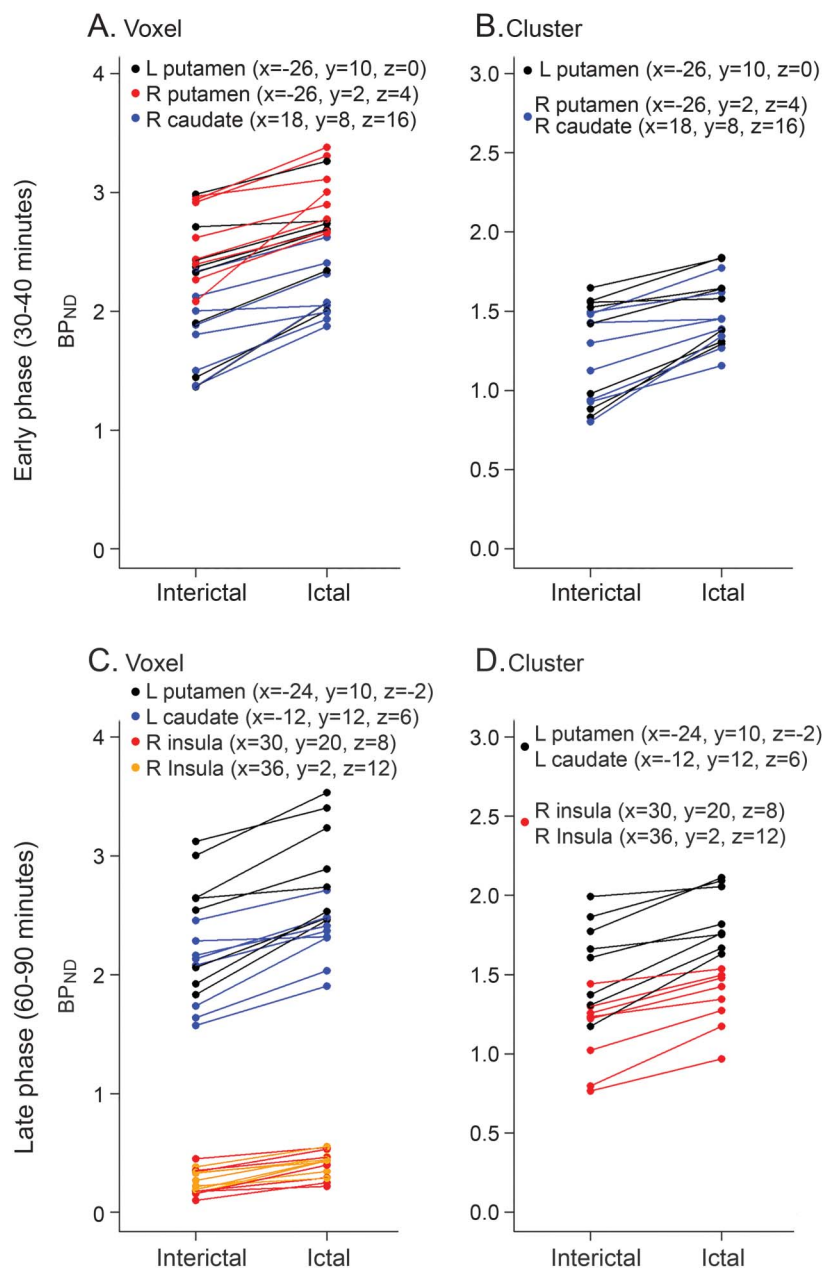 A. Voxel
L putamen (x=-26, y=10, z=0)
R putamen (x=-26, y=2, z=4)
R caudate (x=18, y=8, z=16)
Early phase (30-40 minutes)
BPND
4
3
2
1
0
Interictal Ictal
B. Cluster
L putamen (x=-26, y=10, z=0)
R putamen (x=-26, y=2, z=4)
R caudate (x=18, y=8, z=16)
3.0
2.5
2.0
1.5
1.0
0.5
0.0
Interictal Ictal
C. Voxel
L putamen (x=-24, y=10, z=-2)
L caudate (x=-12, y=12, z=6)
R insula (x=30, y=20, z=8)
R Insula (x=36, y=2, z=12)
Late phase (60-90 minutes)
BPND
4
3
2
1
0
Interictal Ictal
D. Cluster
L putamen (x=-24, y=10, z=-2)
L caudate (x=-12, y=12, z=6)
R insula (x=30, y=20, z=8)
R Insula (x=36, y=2, z=12)
3.0
2.5
2.0
1.5
1.0
0.5
0.0
Interictal Ictal